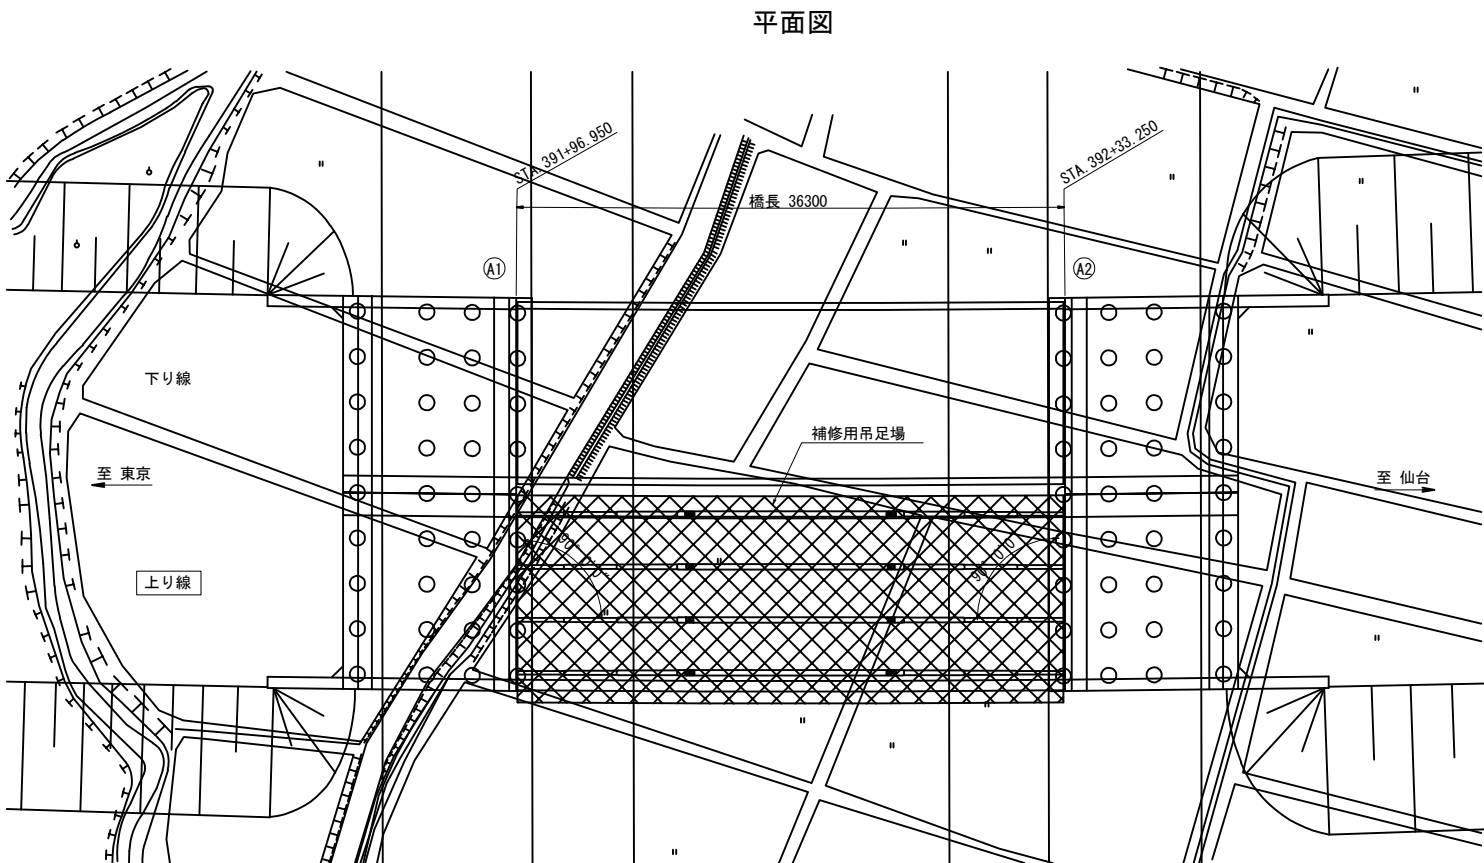 平面図
STA.391+96.950
STA.392+33.250
橋長 36300
A1
A2
下り線
補修用吊足場
至 東京
至 仙台
上り線